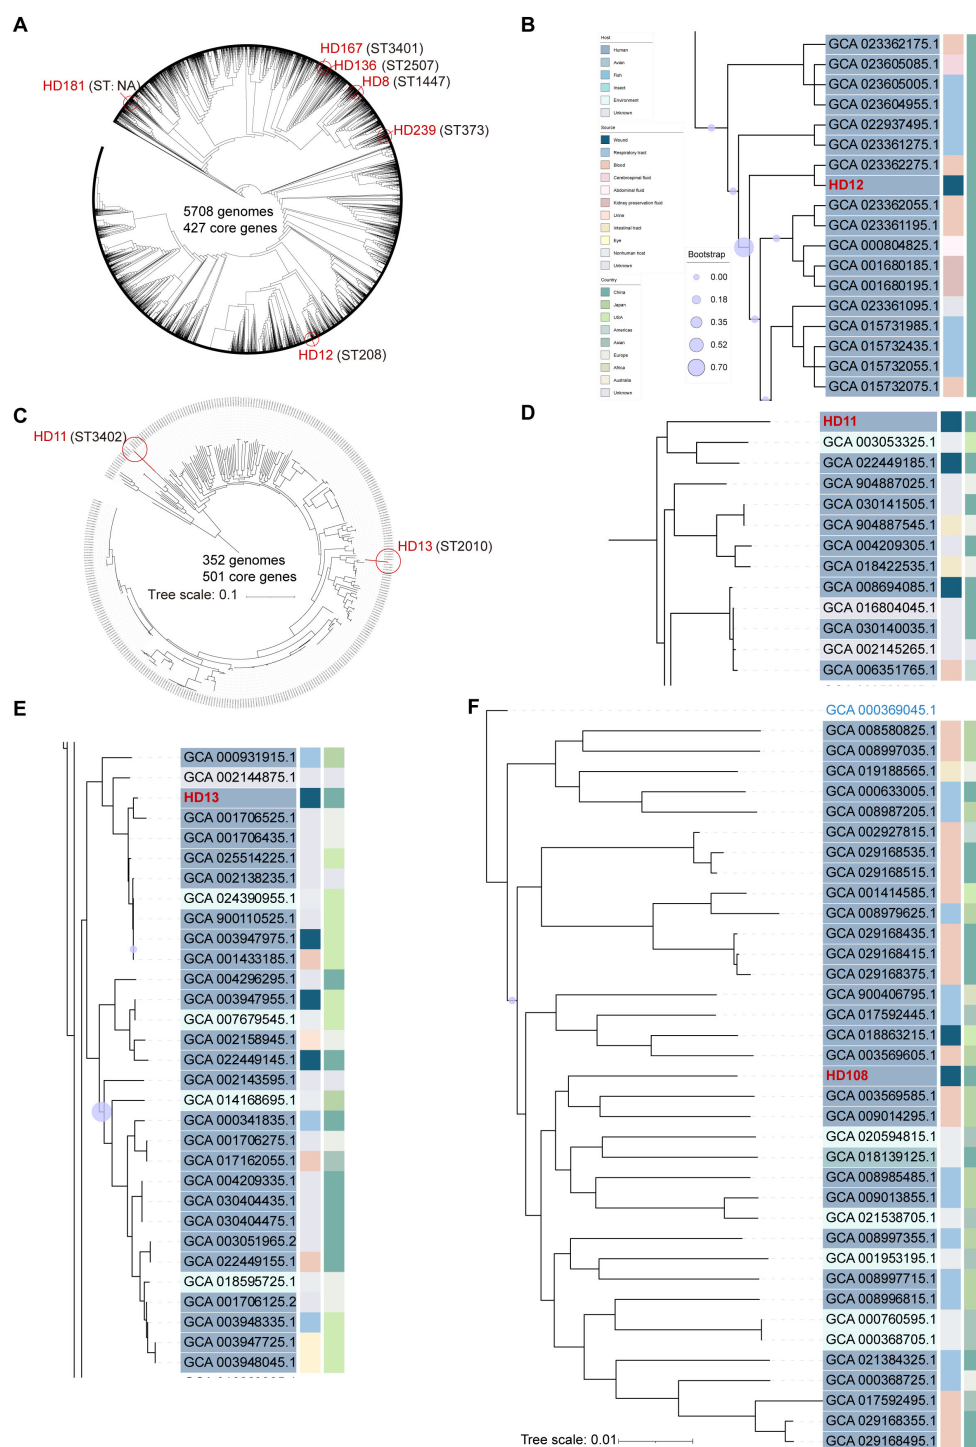 A
HD167 (ST3401)
HD136 (ST2507)
HD8 (ST1447)
HD181 (ST: NA)
HD239 (ST373)
5708 genomes
427 core genes
HD12 (ST208)
B
Host
Human
Avian
Fish
Insect
Environment
Unknown
Source
Wound
Respiratory tract
Blood
Cerebrospinal fluid
Abdominal fluid
Kidney preservation fluid
Urine
Intestinal tract
Eye
Nonhuman host
Unknown
Country
China
Japan
USA
Americas
Asian
Europe
Africa
Australia
Unknown
Bootstrap
0.00
0.18
0.35
0.52
0.70
GCA 023362175.1
GCA 023605085.1
GCA 023605005.1
GCA 023604955.1
GCA 022937495.1
GCA 023361275.1
GCA 023362275.1
HD12
GCA 023362055.1
GCA 023361195.1
GCA 000804825.1
GCA 001680185.1
GCA 001680195.1
GCA 023361095.1
GCA 015731985.1
GCA 015732435.1
GCA 015732055.1
GCA 015732075.1
C
HD11 (ST3402)
HD13 (ST2010)
352 genomes
501 core genes
Tree scale: 0.1
D
HD11
GCA 003053325.1
GCA 022449185.1
GCA 904887025.1
GCA 030141505.1
GCA 904887545.1
GCA 004209305.1
GCA 018422535.1
GCA 008694085.1
GCA 016804045.1
GCA 030140035.1
GCA 002145265.1
GCA 006351765.1
E
GCA 000931915.1
GCA 002144875.1
HD13
GCA 001706525.1
GCA 001706435.1
GCA 025514225.1
GCA 002138235.1
GCA 024390955.1
GCA 900110525.1
GCA 003947975.1
GCA 001433185.1
GCA 004296295.1
GCA 003947955.1
GCA 007679545.1
GCA 002158945.1
GCA 022449145.1
GCA 002143595.1
GCA 014168695.1
GCA 000341835.1
GCA 001706275.1
GCA 017162055.1
GCA 004209335.1
GCA 030404435.1
GCA 030404475.1
GCA 003051965.2
GCA 022449155.1
GCA 018595725.1
GCA 001706125.2
GCA 003948335.1
GCA 003947725.1
GCA 003948045.1
F
GCA 000369045.1
GCA 008580825.1
GCA 008997035.1
GCA 019188565.1
GCA 000633005.1
GCA 008987205.1
GCA 002927815.1
GCA 029168535.1
GCA 029168515.1
GCA 001414585.1
GCA 008979625.1
GCA 029168435.1
GCA 029168415.1
GCA 029168375.1
GCA 900406795.1
GCA 017592445.1
GCA 018863215.1
GCA 003569605.1
HD108
GCA 003569585.1
GCA 009014295.1
GCA 020594815.1
GCA 018139125.1
GCA 008985485.1
GCA 009013855.1
GCA 021538705.1
GCA 008997355.1
GCA 001953195.1
GCA 008997715.1
GCA 008996815.1
GCA 000760595.1
GCA 000368705.1
GCA 021384325.1
GCA 000368725.1
GCA 017592495.1
GCA 029168355.1
GCA 029168495.1
Tree scale: 0.01